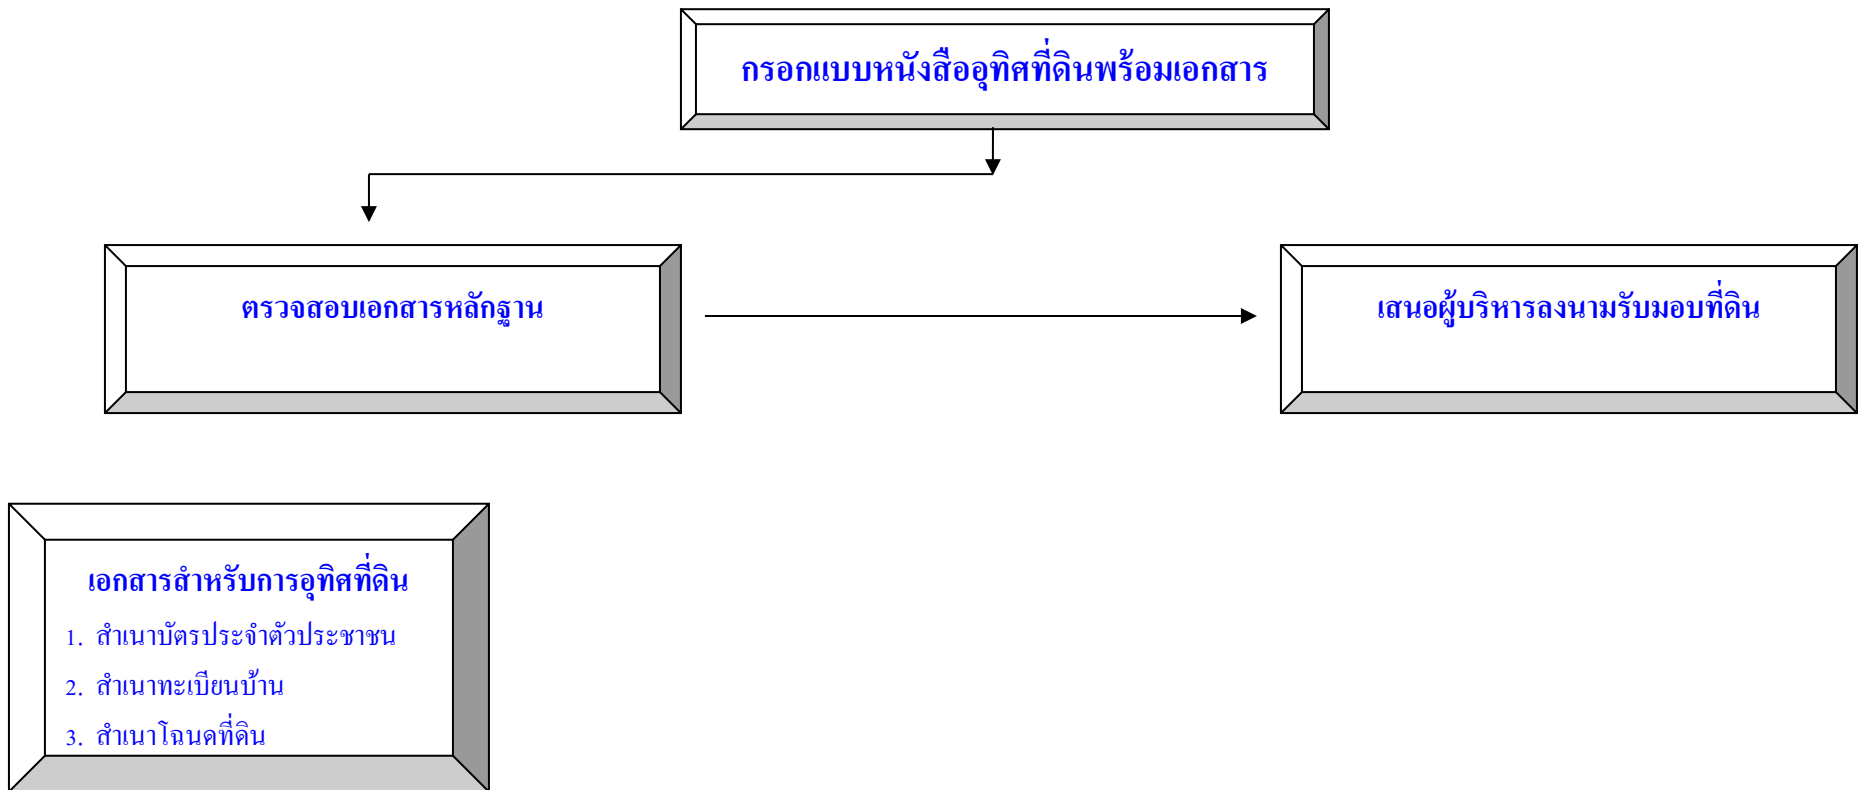 กรอกแบบหนังสืออุทิศที่ดินพร้อมเอกสาร
ตรวจสอบเอกสารหลักฐาน
เสนอผู้บริหารลงนามรับมอบที่ดิน
เอกสารสำหรับการอุทิศที่ดิน
1. สำเนาบัตรประจำตัวประชาชน
2. สำเนาทะเบียนบ้าน
3. สำเนาโฉนดที่ดิน